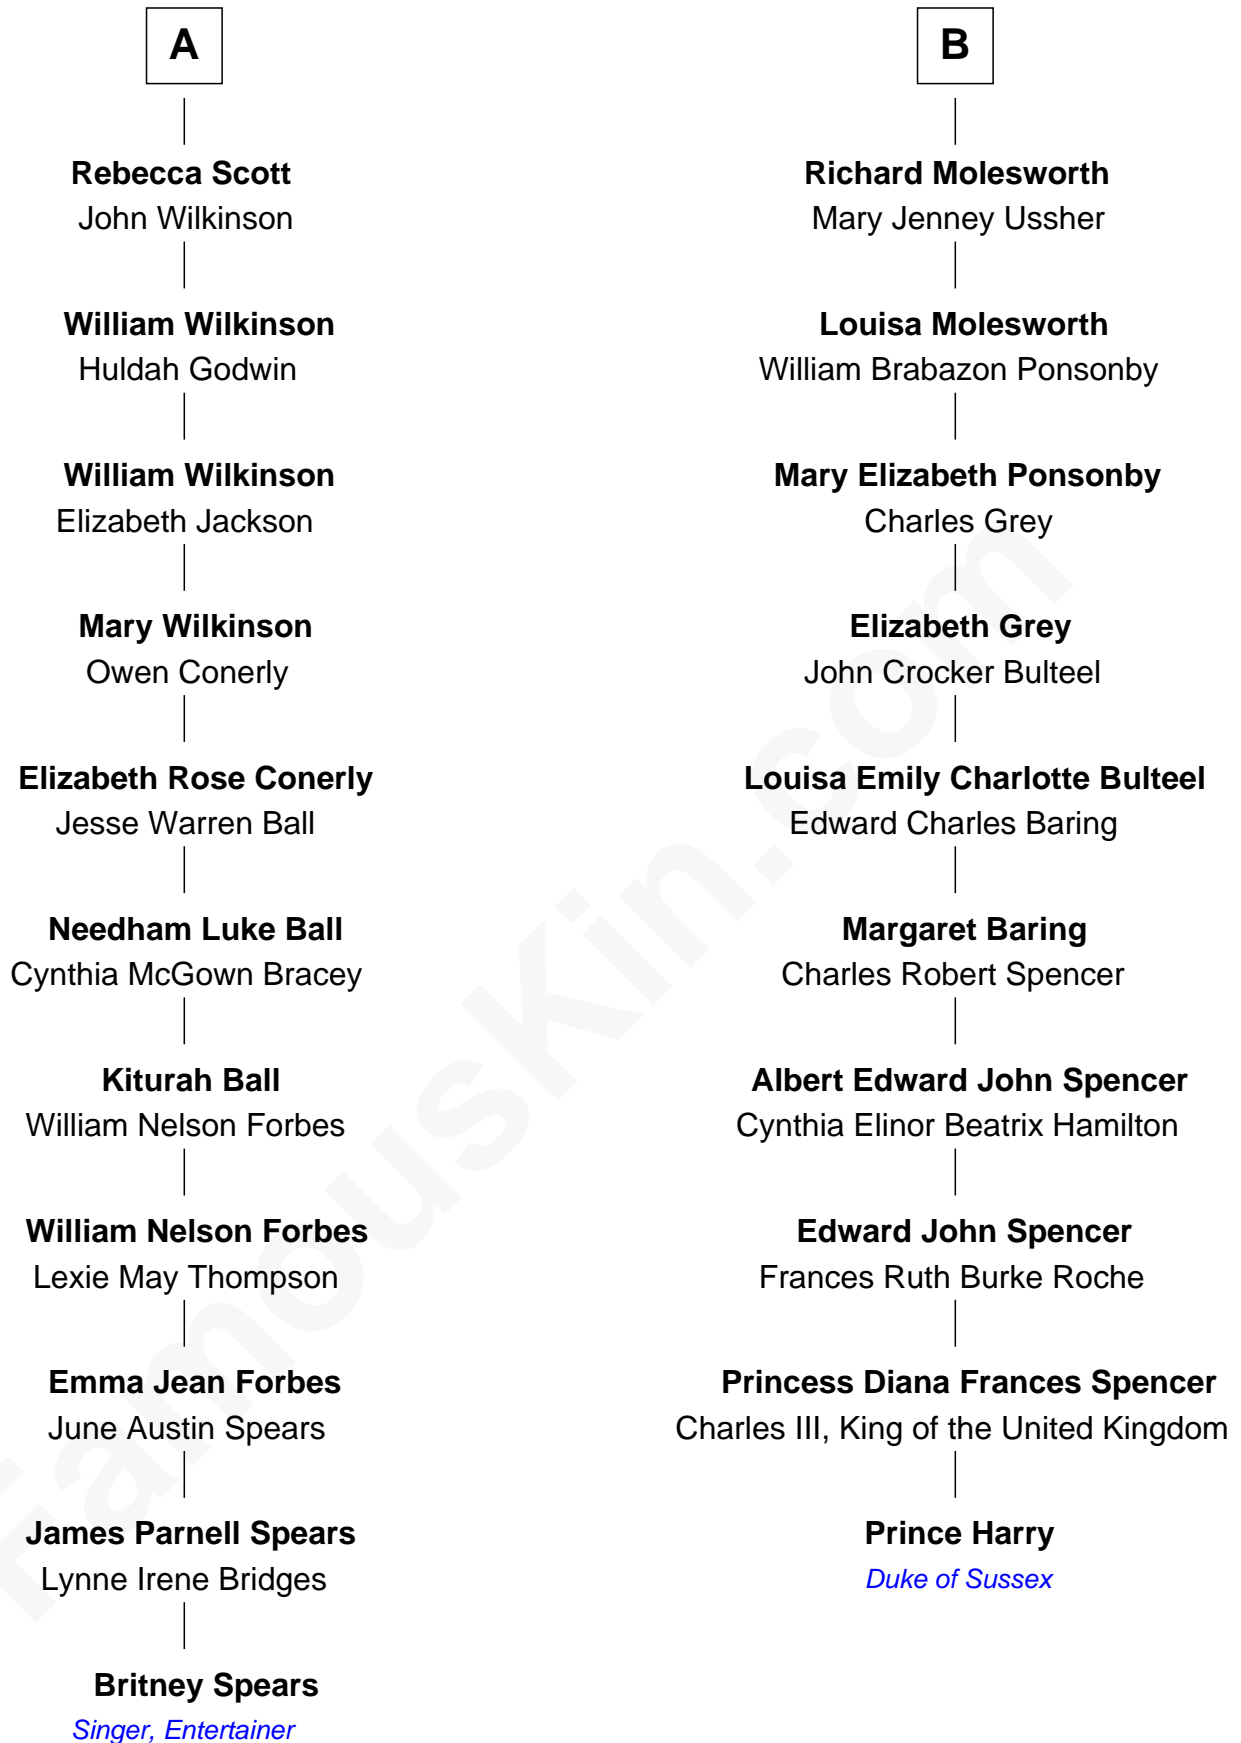 A
Rebecca Scott
John Wilkinson
William Wilkinson
Huldah Godwin
William Wilkinson
Elizabeth Jackson
Mary Wilkinson
Owen Conerly
Elizabeth Rose Conerly
Jesse Warren Ball
Needham Luke Ball
Cynthia McGown Bracey
Kiturah Ball
William Nelson Forbes
William Nelson Forbes
Lexie May Thompson
Emma Jean Forbes
June Austin Spears
James Parnell Spears
Lynne Irene Bridges
Britney Spears
Singer, Entertainer
B
Richard Molesworth
Mary Jenney Ussher
Louisa Molesworth
William Brabazon Ponsonby
Mary Elizabeth Ponsonby
Charles Grey
Elizabeth Grey
John Crocker Bulteel
Louisa Emily Charlotte Bulteel
Edward Charles Baring
Margaret Baring
Charles Robert Spencer
Albert Edward John Spencer
Cynthia Elinor Beatrix Hamilton
Edward John Spencer
Frances Ruth Burke Roche
Princess Diana Frances Spencer
Charles III, King of the United Kingdom
Prince Harry
Duke of Sussex
FamousKin.com